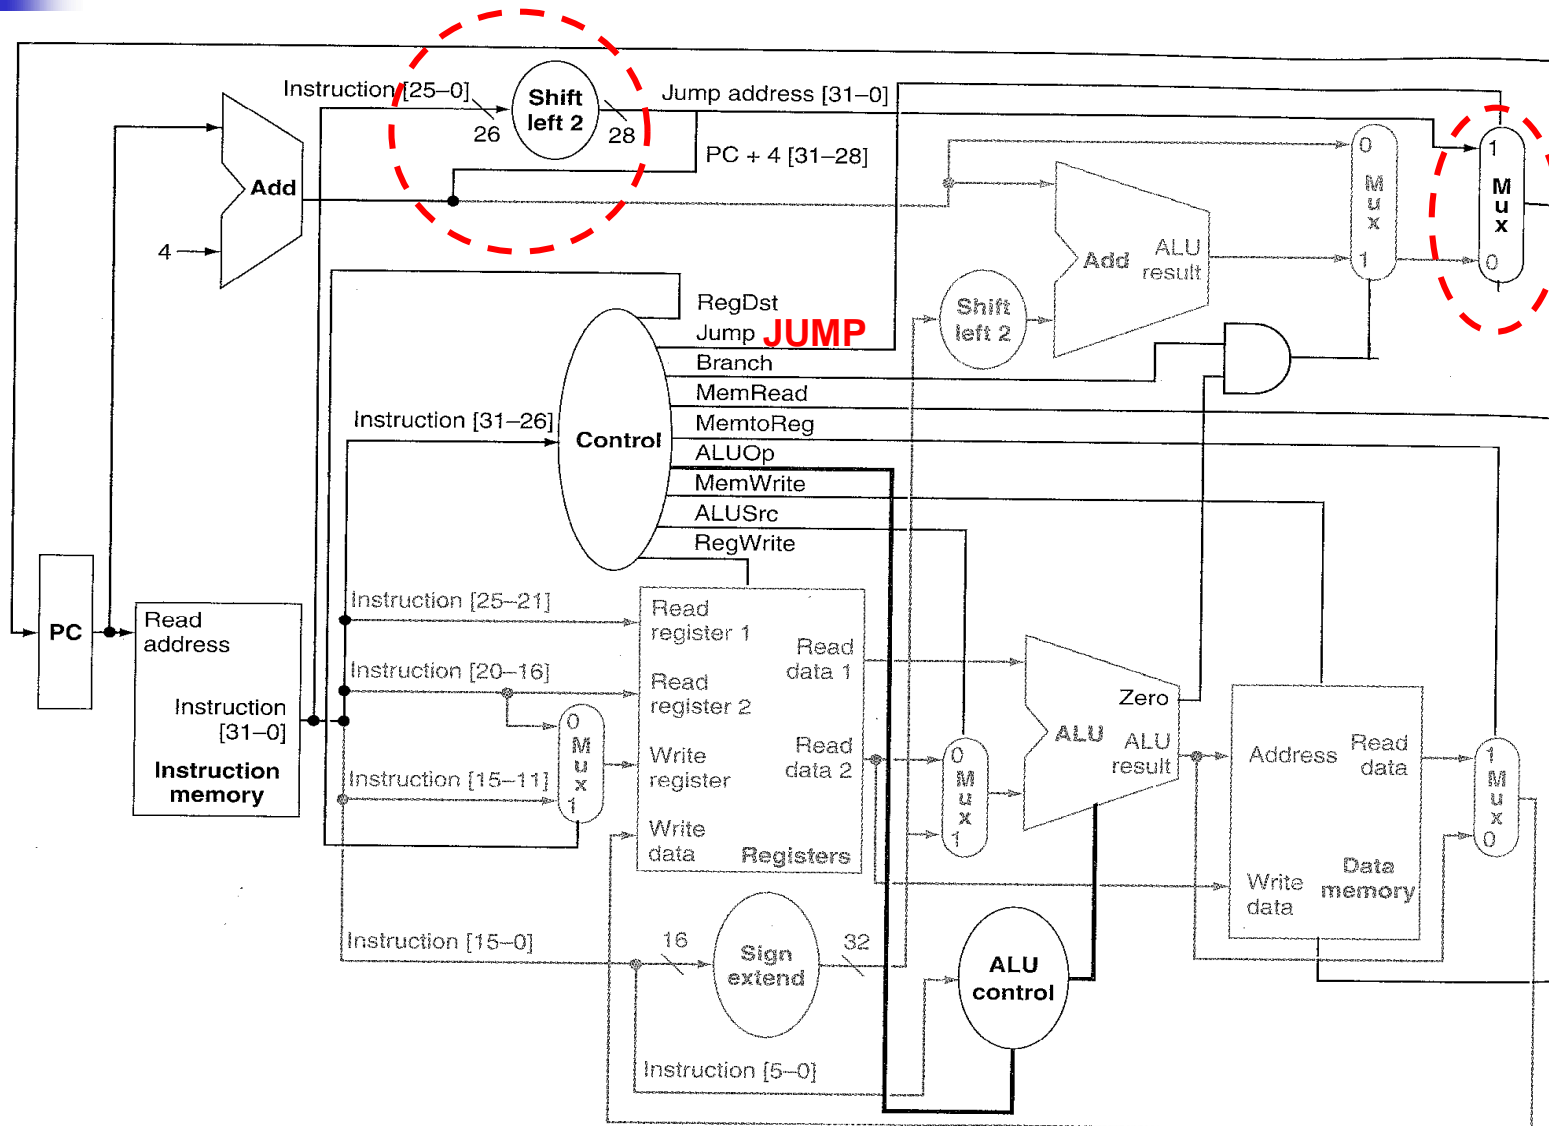 Instruction [25–0]
26
Shift
left 2
28
Jump address [31–0]
PC + 4 [31–28]
Add
4
0
M
u
x
1
1
M
u
x
0
Add
ALU
result
Shift
left 2
RegDst
Jump JUMP
Branch
MemRead
MemtoReg
ALUOp
MemWrite
ALUSrc
RegWrite
Instruction [31–26]
Control
PC
Read
address
Instruction
[31–0]
Instruction
memory
Instruction [25–21]
Instruction [20–16]
Instruction [15–11]
0
M
u
x
1
Read
register 1
Read
register 2
Write
register
Write
data
Read
data 1
Read
data 2
Registers
0
M
u
x
1
Zero
ALU
ALU
result
Address
Read
data
Write
data
Data
memory
1
M
u
x
0
Instruction [15–0]
16
Sign
extend
32
ALU
control
Instruction [5–0]